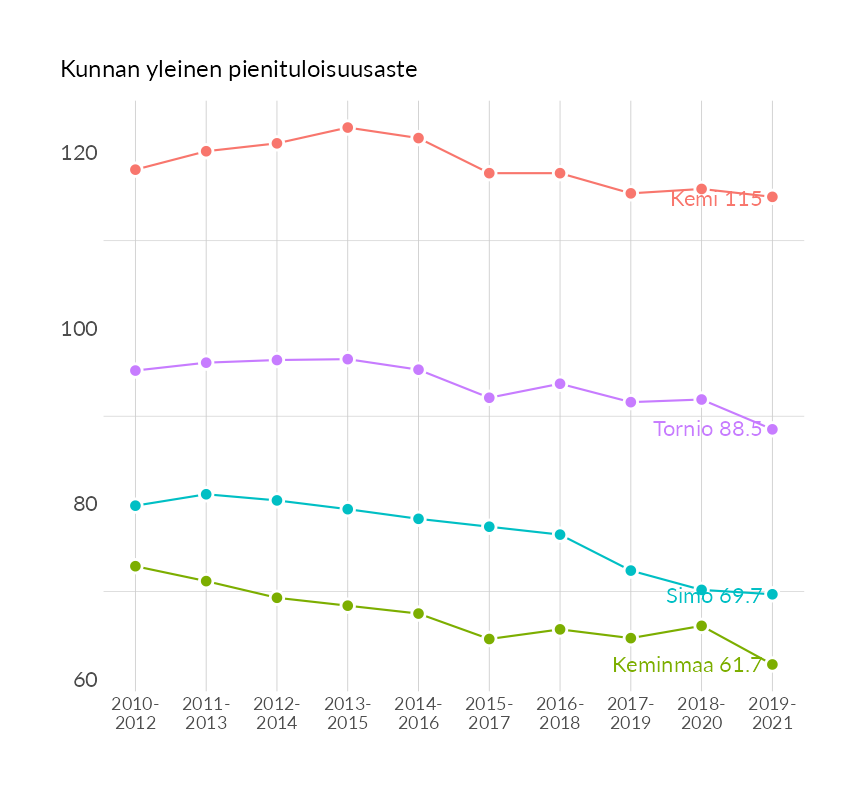 Kunnan yleinen pienituloisuusaste
120
Kemi 115
100
Tornio 88.5
80
Simo 69.7
Keminmaa 61.7
60
2010- 2011- 2012- 2013- 2014- 2015- 2016- 2017- 2018- 2019-
2012 2013 2014 2015 2016 2017 2018 2019 2020 2021